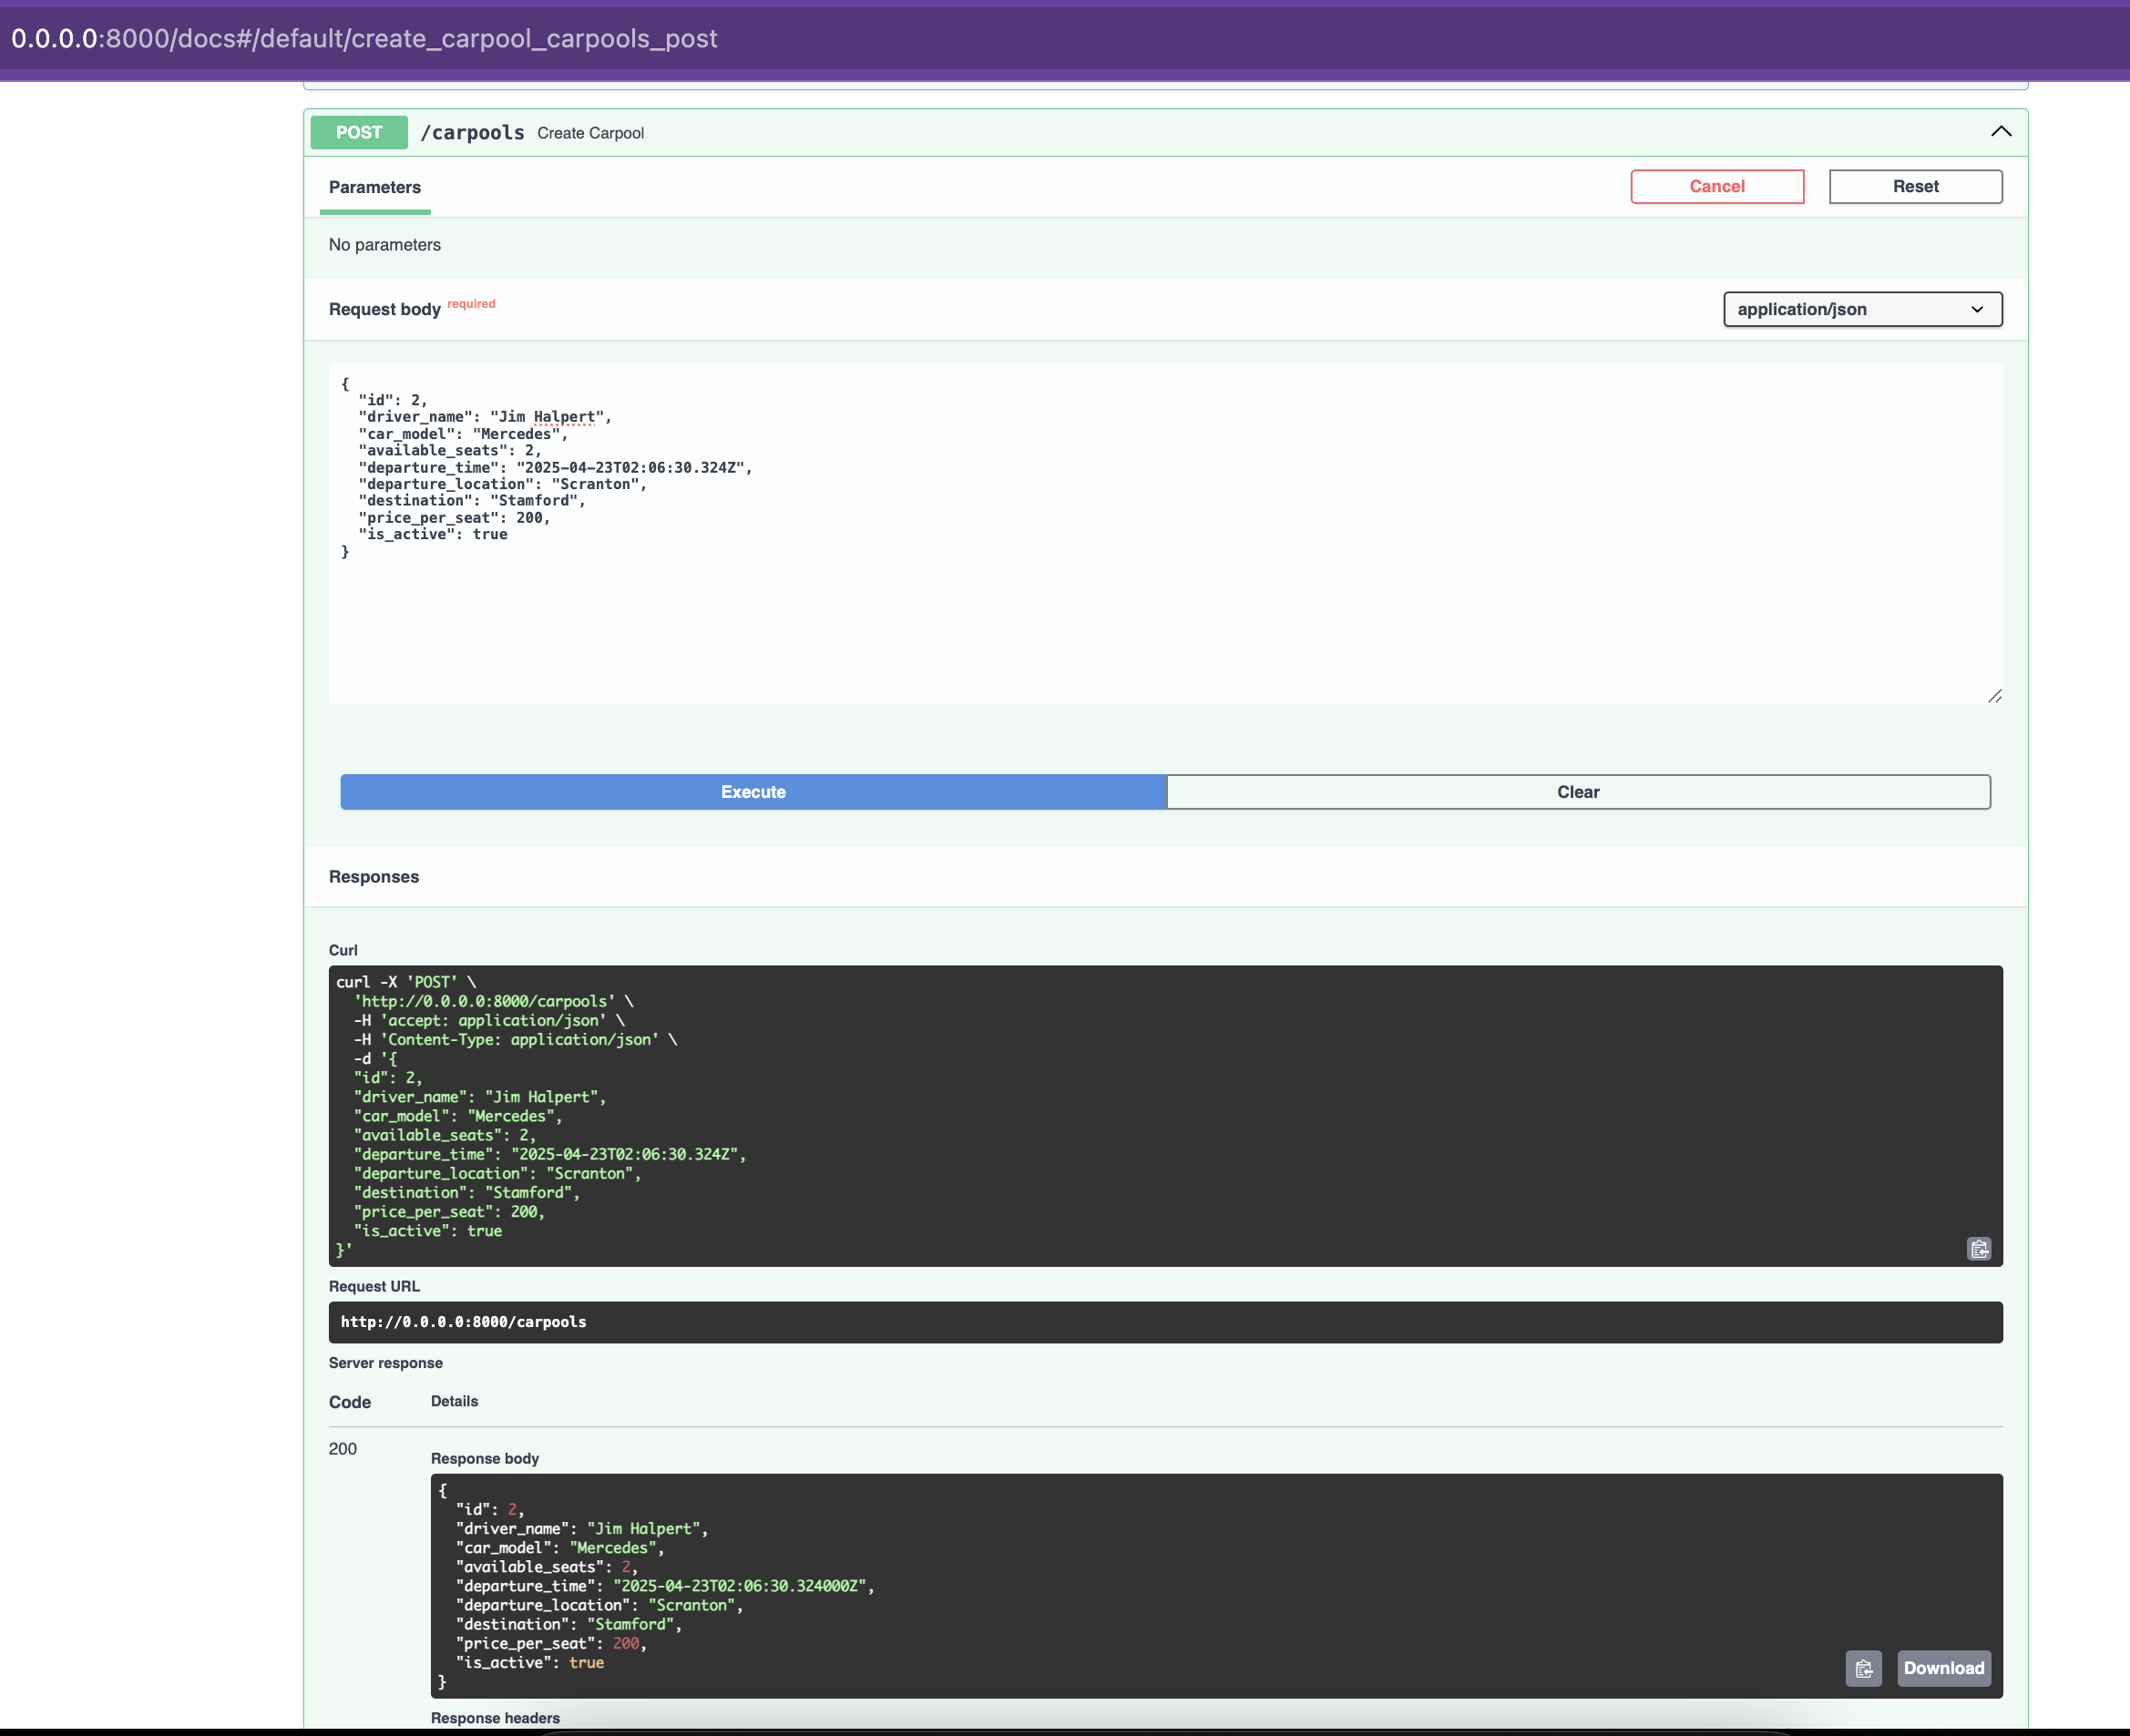 0.0.0.0:8000/docs#/default/create_carpool_carpools_post
POST /carpools Create Carpool
Parameters Cancel Reset
No parameters
Request body required application/json
{
  "id": 2,
  "driver_name": "Jim Halpert",
  "car_model": "Mercedes",
  "available_seats": 2,
  "departure_time": "2025-04-23T02:06:30.324Z",
  "departure_location": "Scranton",
  "destination": "Stamford",
  "price_per_seat": 200,
  "is_active": true
}
Execute Clear
Responses
Curl
curl -X 'POST' \
  'http://0.0.0.0:8000/carpools' \
  -H 'accept: application/json' \
  -H 'Content-Type: application/json' \
  -d '{
  "id": 2,
  "driver_name": "Jim Halpert",
  "car_model": "Mercedes",
  "available_seats": 2,
  "departure_time": "2025-04-23T02:06:30.324Z",
  "departure_location": "Scranton",
  "destination": "Stamford",
  "price_per_seat": 200,
  "is_active": true
}'
Request URL
http://0.0.0.0:8000/carpools
Server response
Code Details
200
Response body
{
  "id": 2,
  "driver_name": "Jim Halpert",
  "car_model": "Mercedes",
  "available_seats": 2,
  "departure_time": "2025-04-23T02:06:30.324000Z",
  "departure_location": "Scranton",
  "destination": "Stamford",
  "price_per_seat": 200,
  "is_active": true
}
Download
Response headers